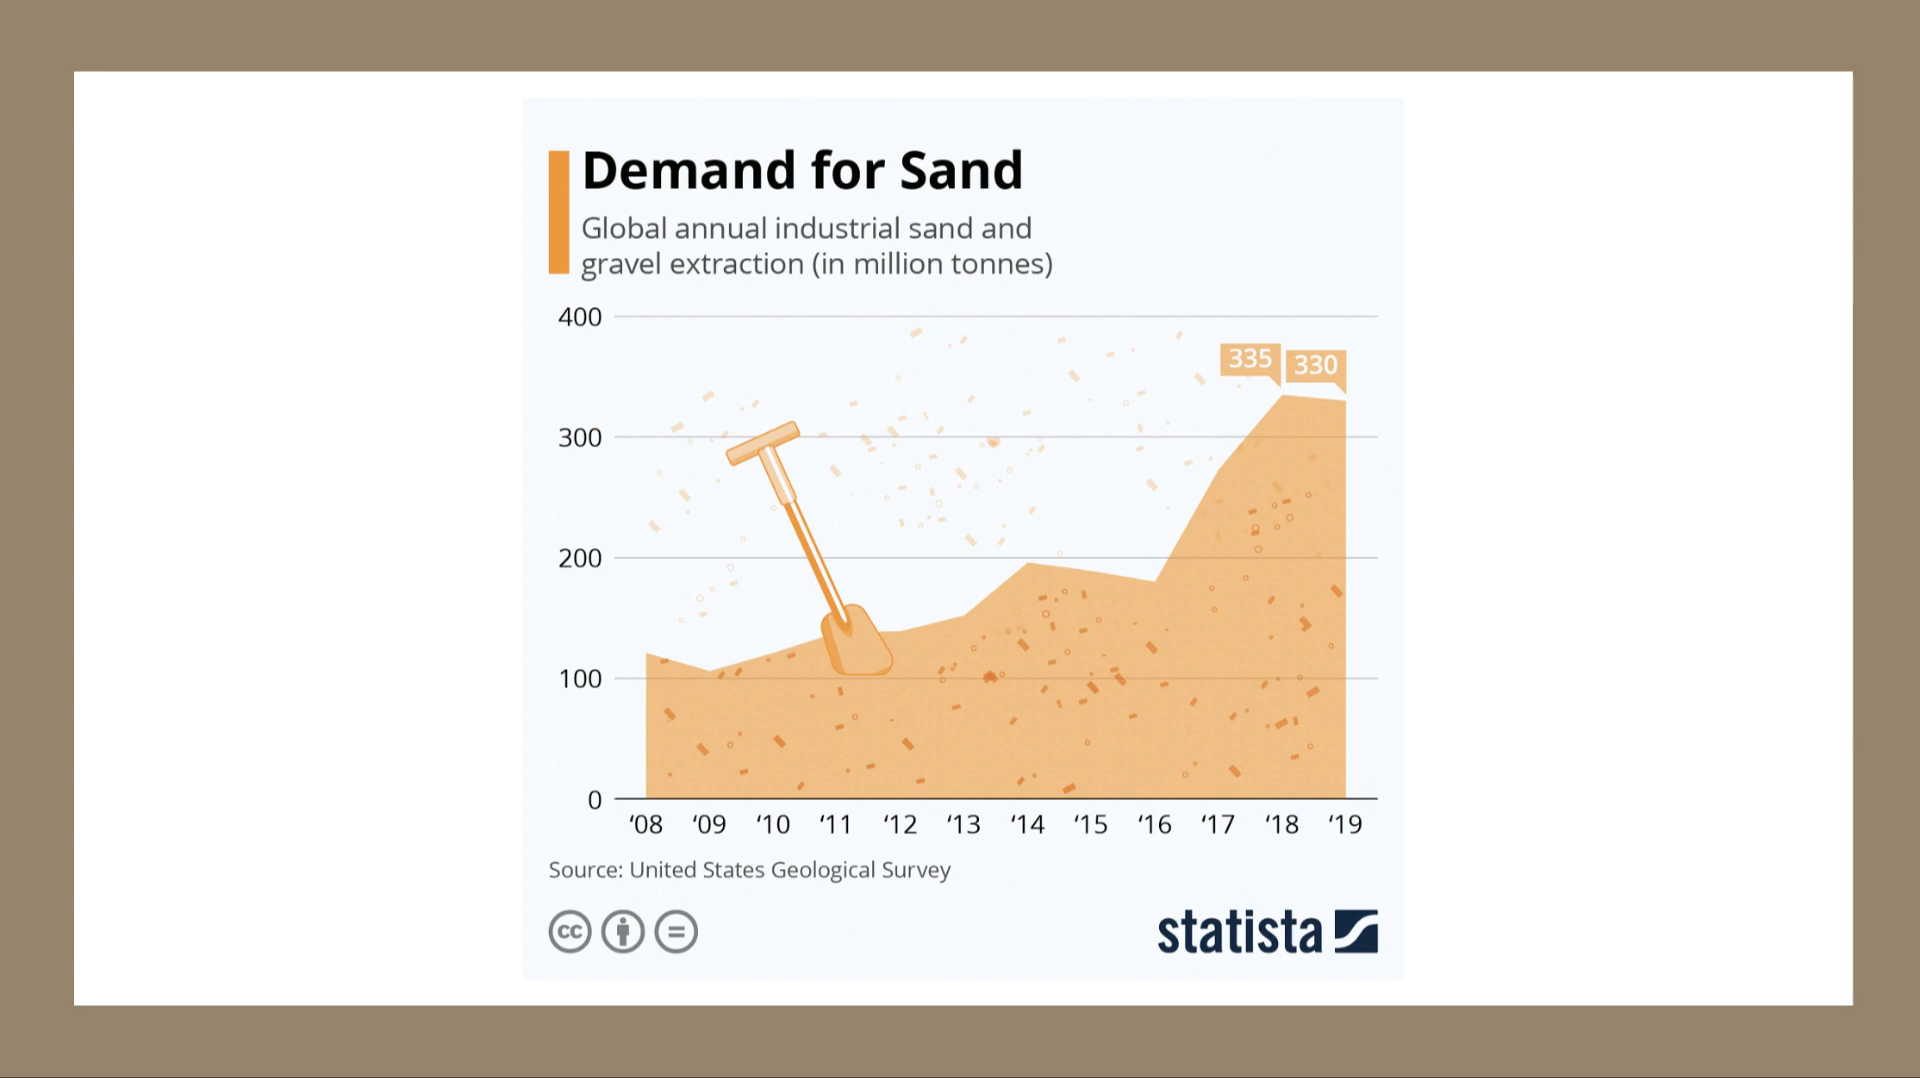 Demand for Sand
Global annual industrial sand and
gravel extraction (in million tonnes)
400
335 330
300
200
100
0
‘08 ‘09 ‘10 ‘11 ‘12 ‘13 ‘14 ‘15 ‘16 ‘17 ‘18 ‘19
Source: United States Geological Survey
cc =
statista